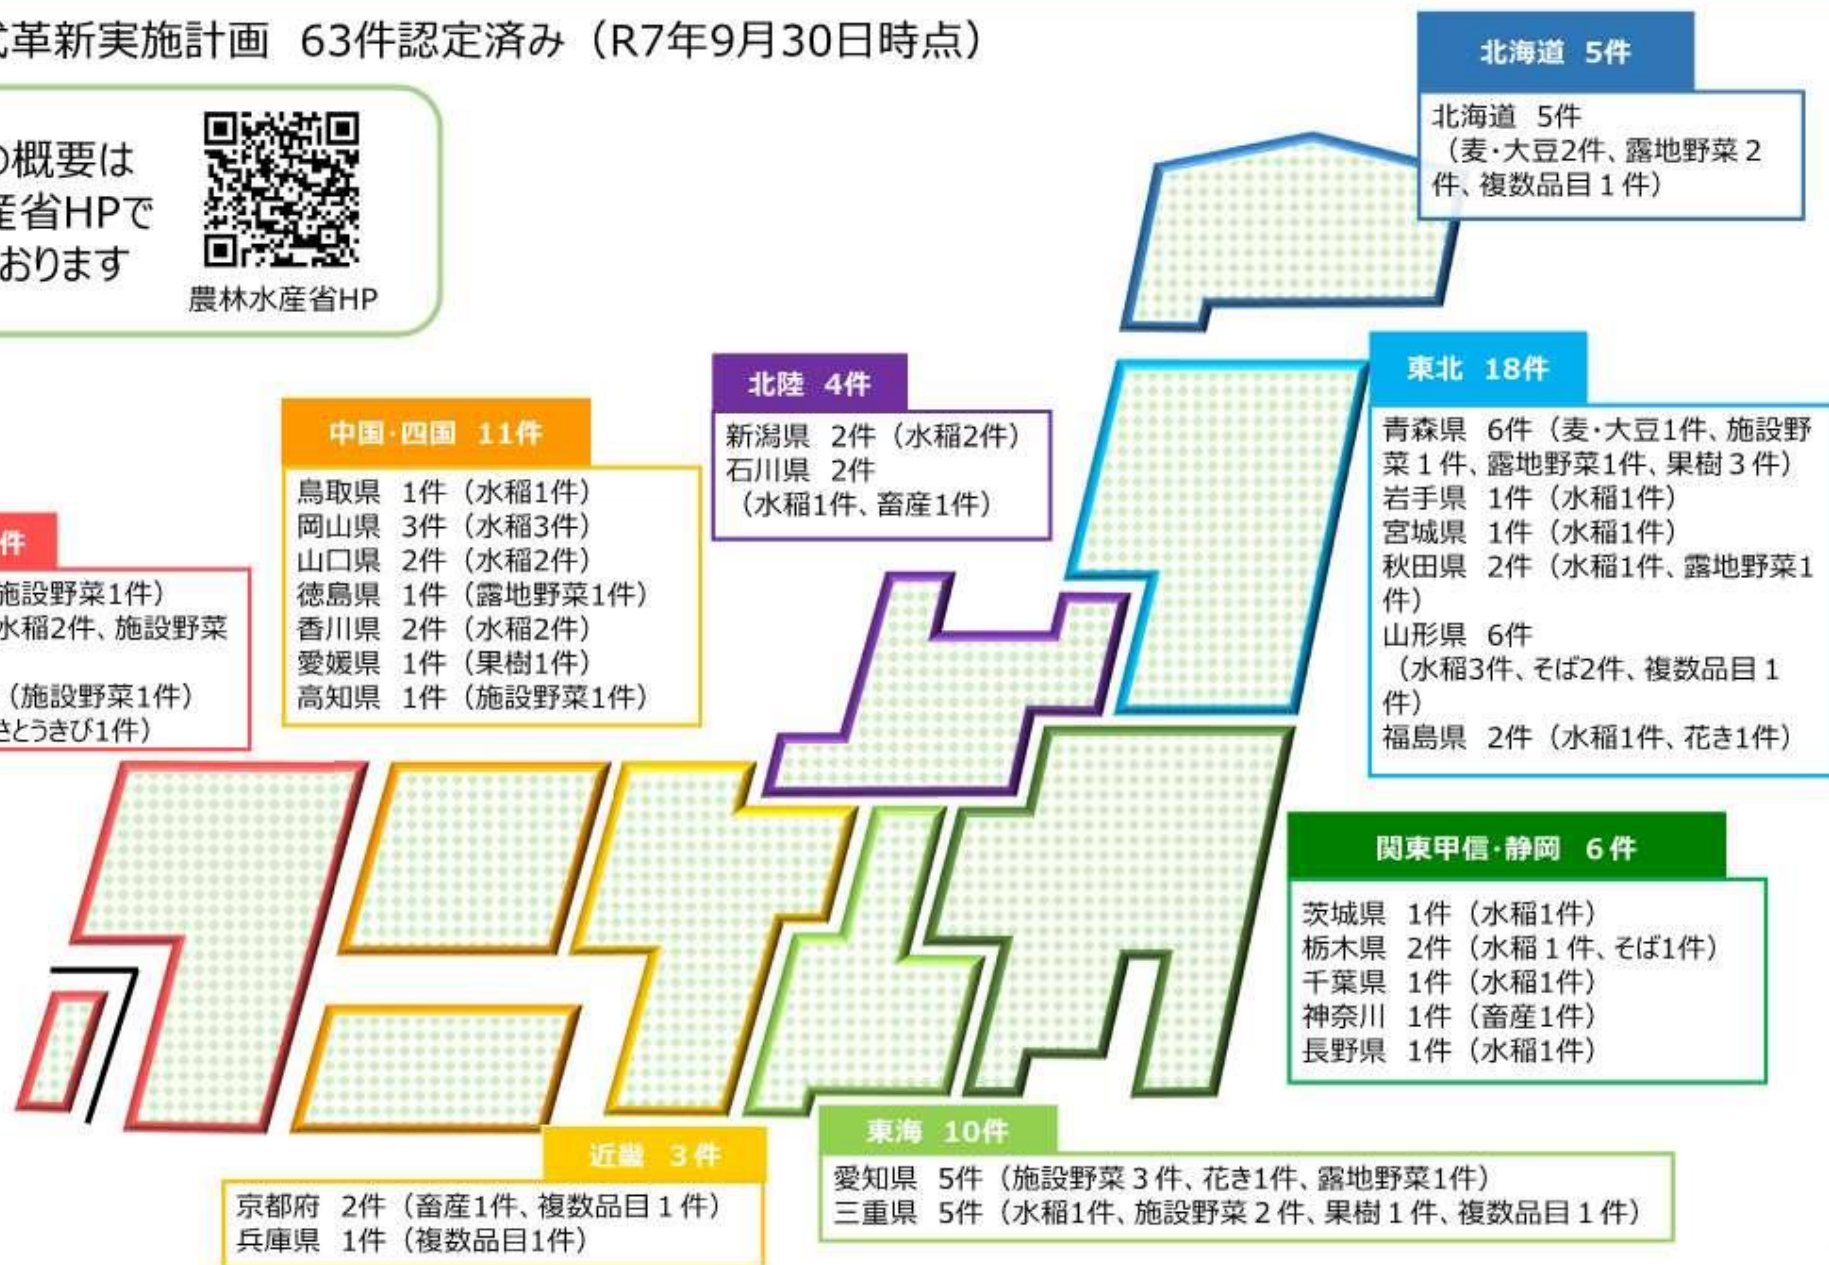 式革新実施計画 63件認定済み（R7年9月30日時点）
の概要は
産省HPで
おります
農林水産省HP
北海道 5件
北海道 5件
（麦・大豆2件、露地野菜２
件、複数品目１件）
東北 18件
青森県 6件（麦・大豆1件、施設野
菜１件、露地野菜1件、果樹３件）
岩手県 1件（水稲1件）
宮城県 1件（水稲1件）
秋田県 2件（水稲1件、露地野菜1
件）
山形県 6件
（水稲3件、そば2件、複数品目１
件）
福島県 2件（水稲1件、花き1件）
北陸 4件
新潟県 2件（水稲2件）
石川県 2件
（水稲1件、畜産1件）
中国・四国 11件
鳥取県 1件（水稲1件）
岡山県 3件（水稲3件）
山口県 2件（水稲2件）
徳島県 1件（露地野菜1件）
香川県 2件（水稲2件）
愛媛県 1件（果樹1件）
高知県 1件（施設野菜1件）
件
施設野菜1件）
水稲2件、施設野菜
（施設野菜1件）
さとうきび1件）
関東甲信・静岡 ６件
茨城県 1件（水稲1件）
栃木県 2件（水稲１件、そば1件）
千葉県 1件（水稲1件）
神奈川 1件（畜産1件）
長野県 1件（水稲1件）
東海 10件
愛知県 5件（施設野菜３件、花き1件、露地野菜1件）
三重県 5件（水稲1件、施設野菜２件、果樹１件、複数品目１件）
近畿 ３件
京都府 2件（畜産1件、複数品目１件）
兵庫県 1件（複数品目1件）